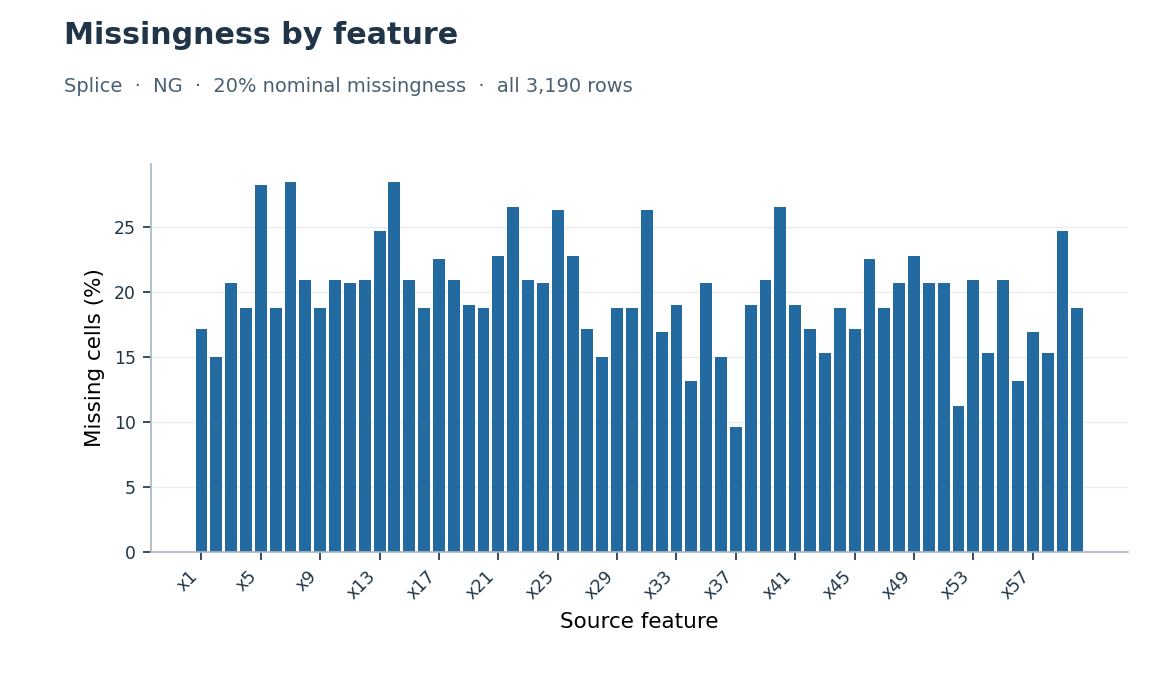 Missingness by feature
Splice · NG · 20% nominal missingness · all 3,190 rows
Missing cells (%)
25
20
15
10
5
0
x1 x5 x9 x13 x17 x21 x25 x29 x33 x37 x41 x45 x49 x53 x57
Source feature